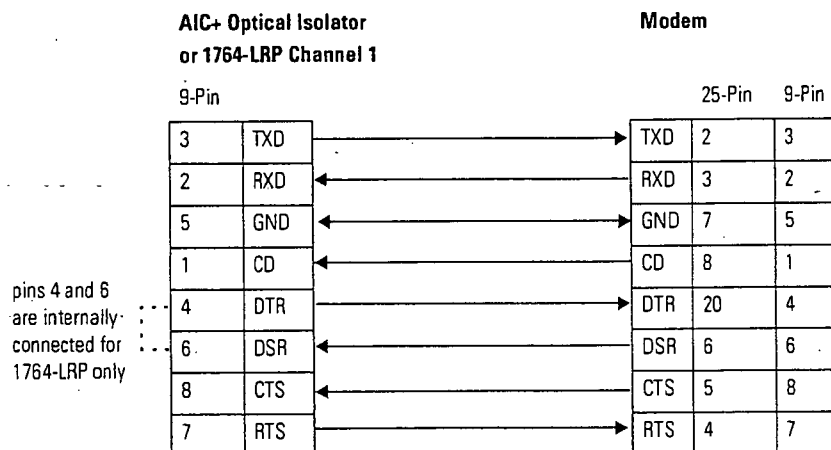 AIC+ Optical Isolator
or 1764-LRP Channel 1
Modem
9-Pin
25-Pin 9-Pin
3 TXD TXD 2 3
2 RXD RXD 3 2
5 GND GND 7 5
1 CD CD 8 1
4 DTR DTR 20 4
6 DSR DSR 6 6
8 CTS CTS 5 8
7 RTS RTS 4 7
pins 4 and 6
are internally
connected for
1764-LRP only